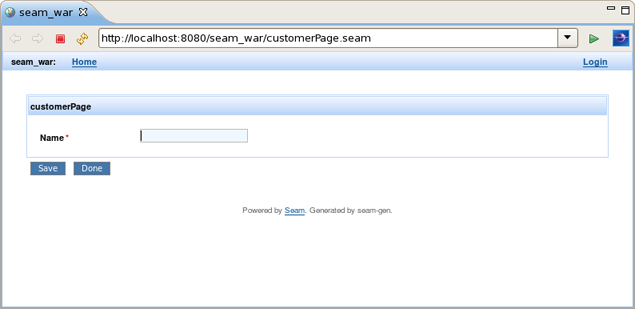 seam_war
http://localhost:8080/seam_war/customerPage.seam
seam_war: Home Login
customerPage
Name *
Save Done
Powered by Seam. Generated by seam-gen.